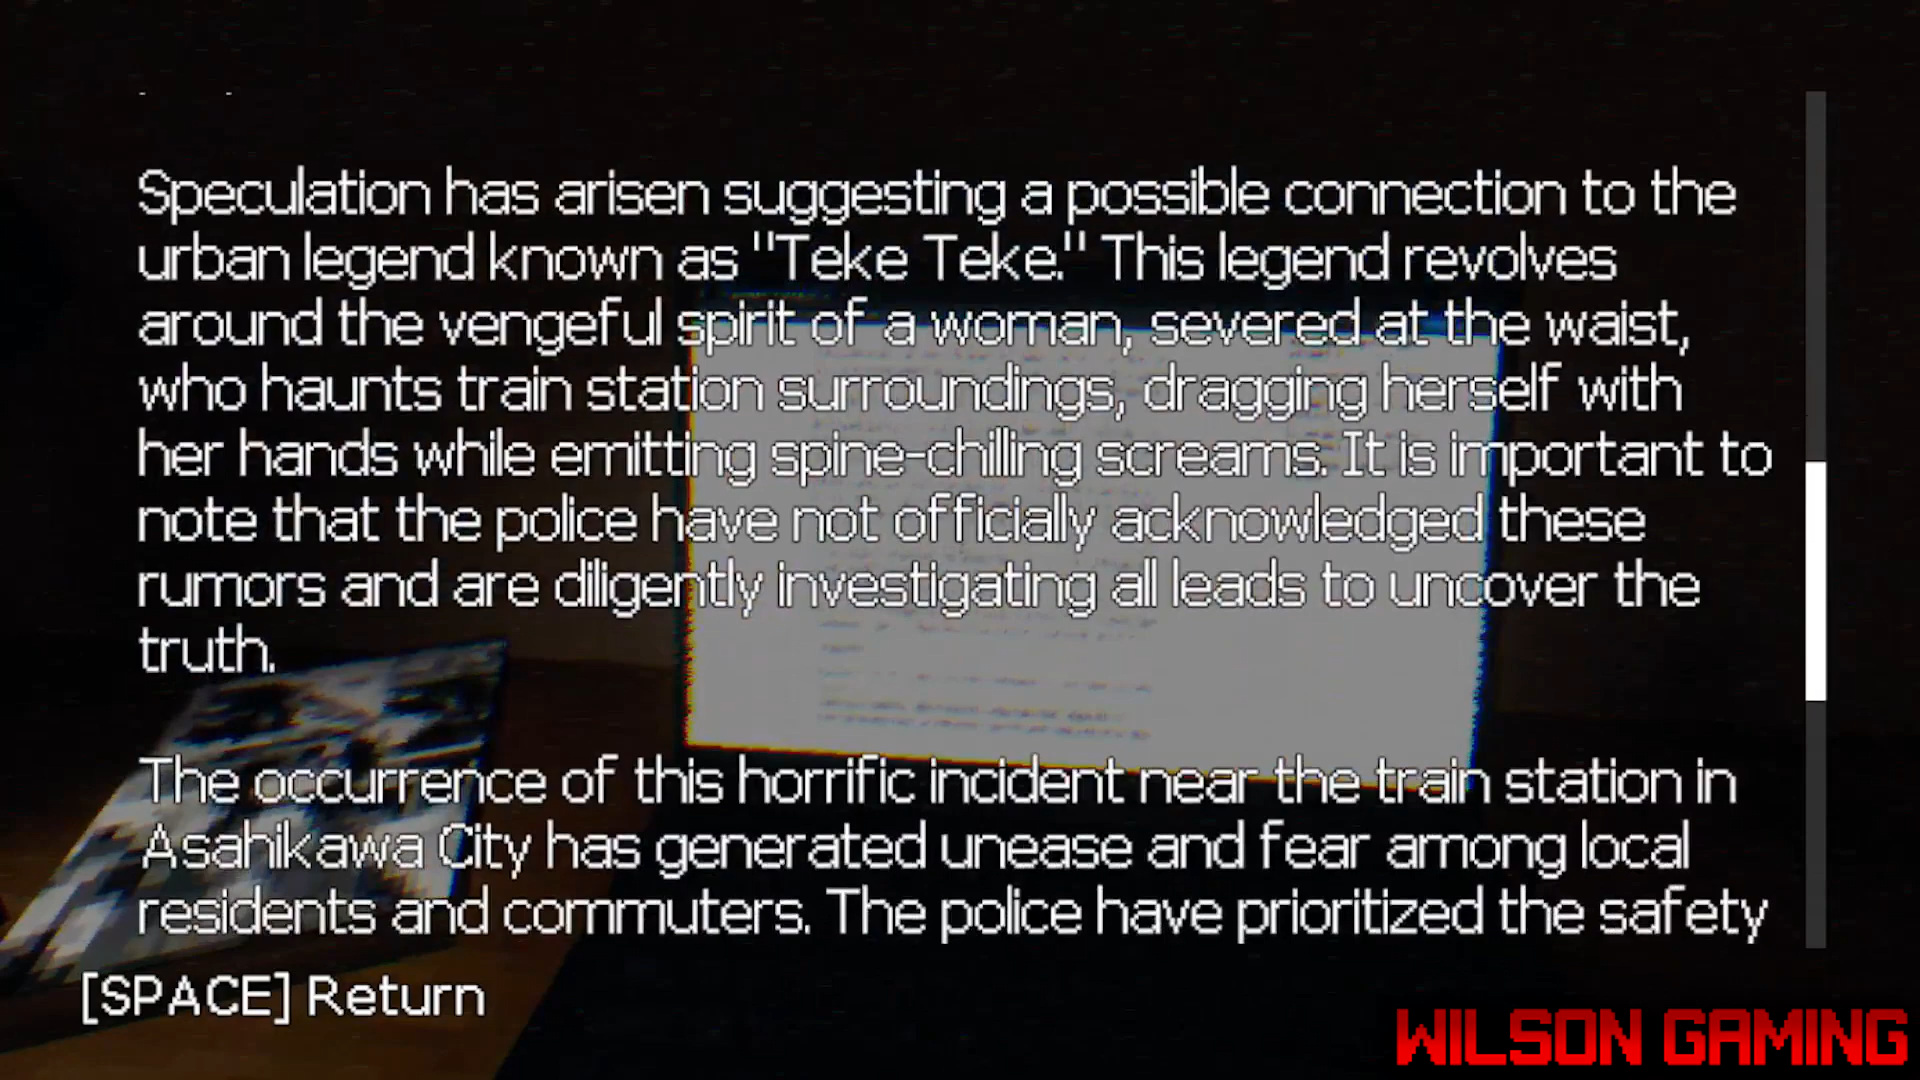 Speculation has arisen suggesting a possible connection to the
urban legend known as "Teke Teke." This legend revolves
around the vengeful spirit of a woman, severed at the waist,
who haunts train station surroundings, dragging herself with
her hands while emitting spine-chilling screams. It is important to
note that the police have not officially acknowledged these
rumors and are diligently investigating all leads to uncover the
truth.
The occurrence of this horrific incident near the train station in
Asahikawa City has generated unease and fear among local
residents and commuters. The police have prioritized the safety
[SPACE] Return
WILSON GAMING